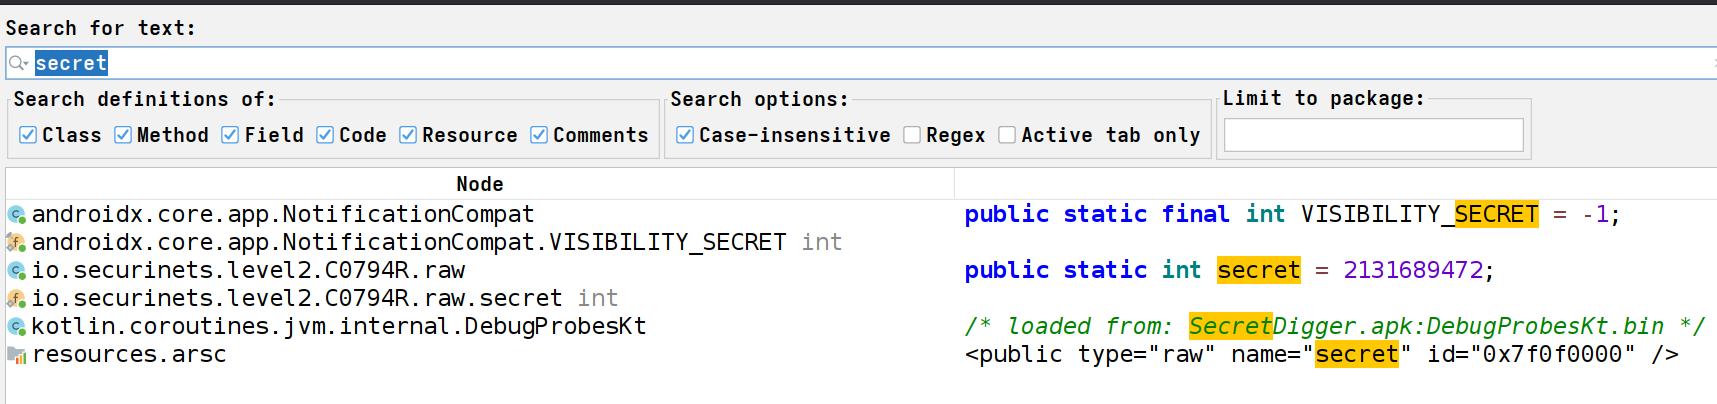 Search for text:
secret
Search definitions of: Search options: Limit to package:
Class Method Field Code Resource Comments Case-insensitive Regex Active tab only
Node
androidx.core.app.NotificationCompat public static final int VISIBILITY_SECRET = -1;
androidx.core.app.NotificationCompat.VISIBILITY_SECRET int
io.securinets.level2.C0794R.raw public static int secret = 2131689472;
io.securinets.level2.C0794R.raw.secret int
kotlin.coroutines.jvm.internal.DebugProbesKt /* loaded from: SecretDigger.apk:DebugProbesKt.bin */
resources.arsc <public type="raw" name="secret" id="0x7f0f0000" />